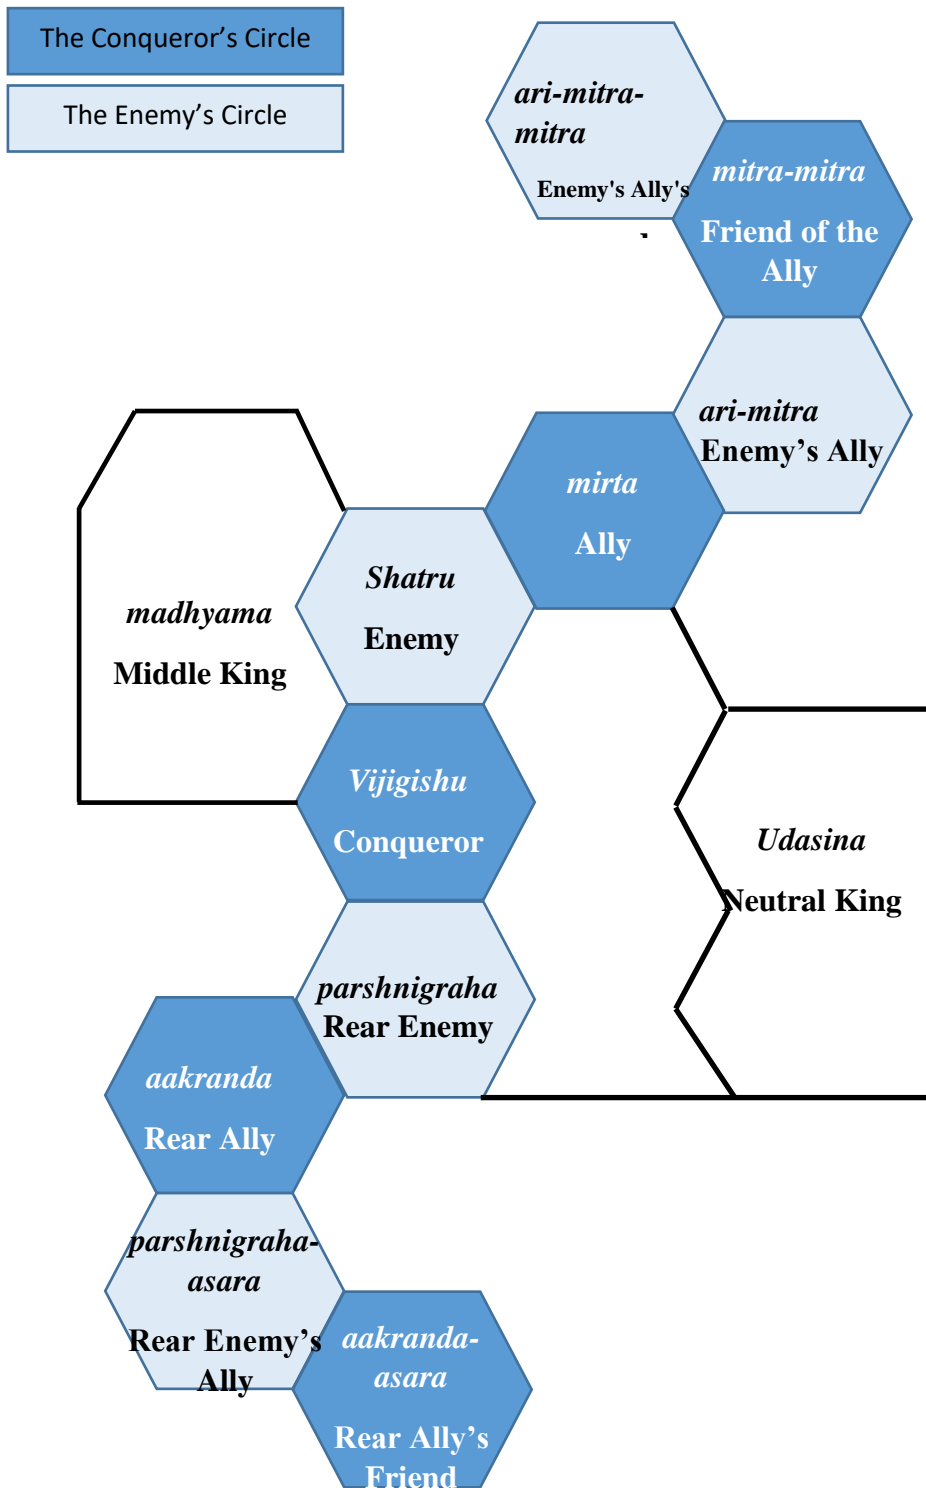 The Conqueror's Circle
The Enemy's Circle
ari-mitra-
mitra
Enemy's Ally's
mitra-mitra
Friend of the
Ally
ari-mitra
Enemy's Ally
mirta
Ally
Shatru
Enemy
madhyama
Middle King
Vijigishu
Conqueror
Udasina
Neutral King
parshnigraha
Rear Enemy
aakranda
Rear Ally
parshnigraha-
asara
Rear Enemy's
Ally
aakranda-
asara
Rear Ally's
Friend